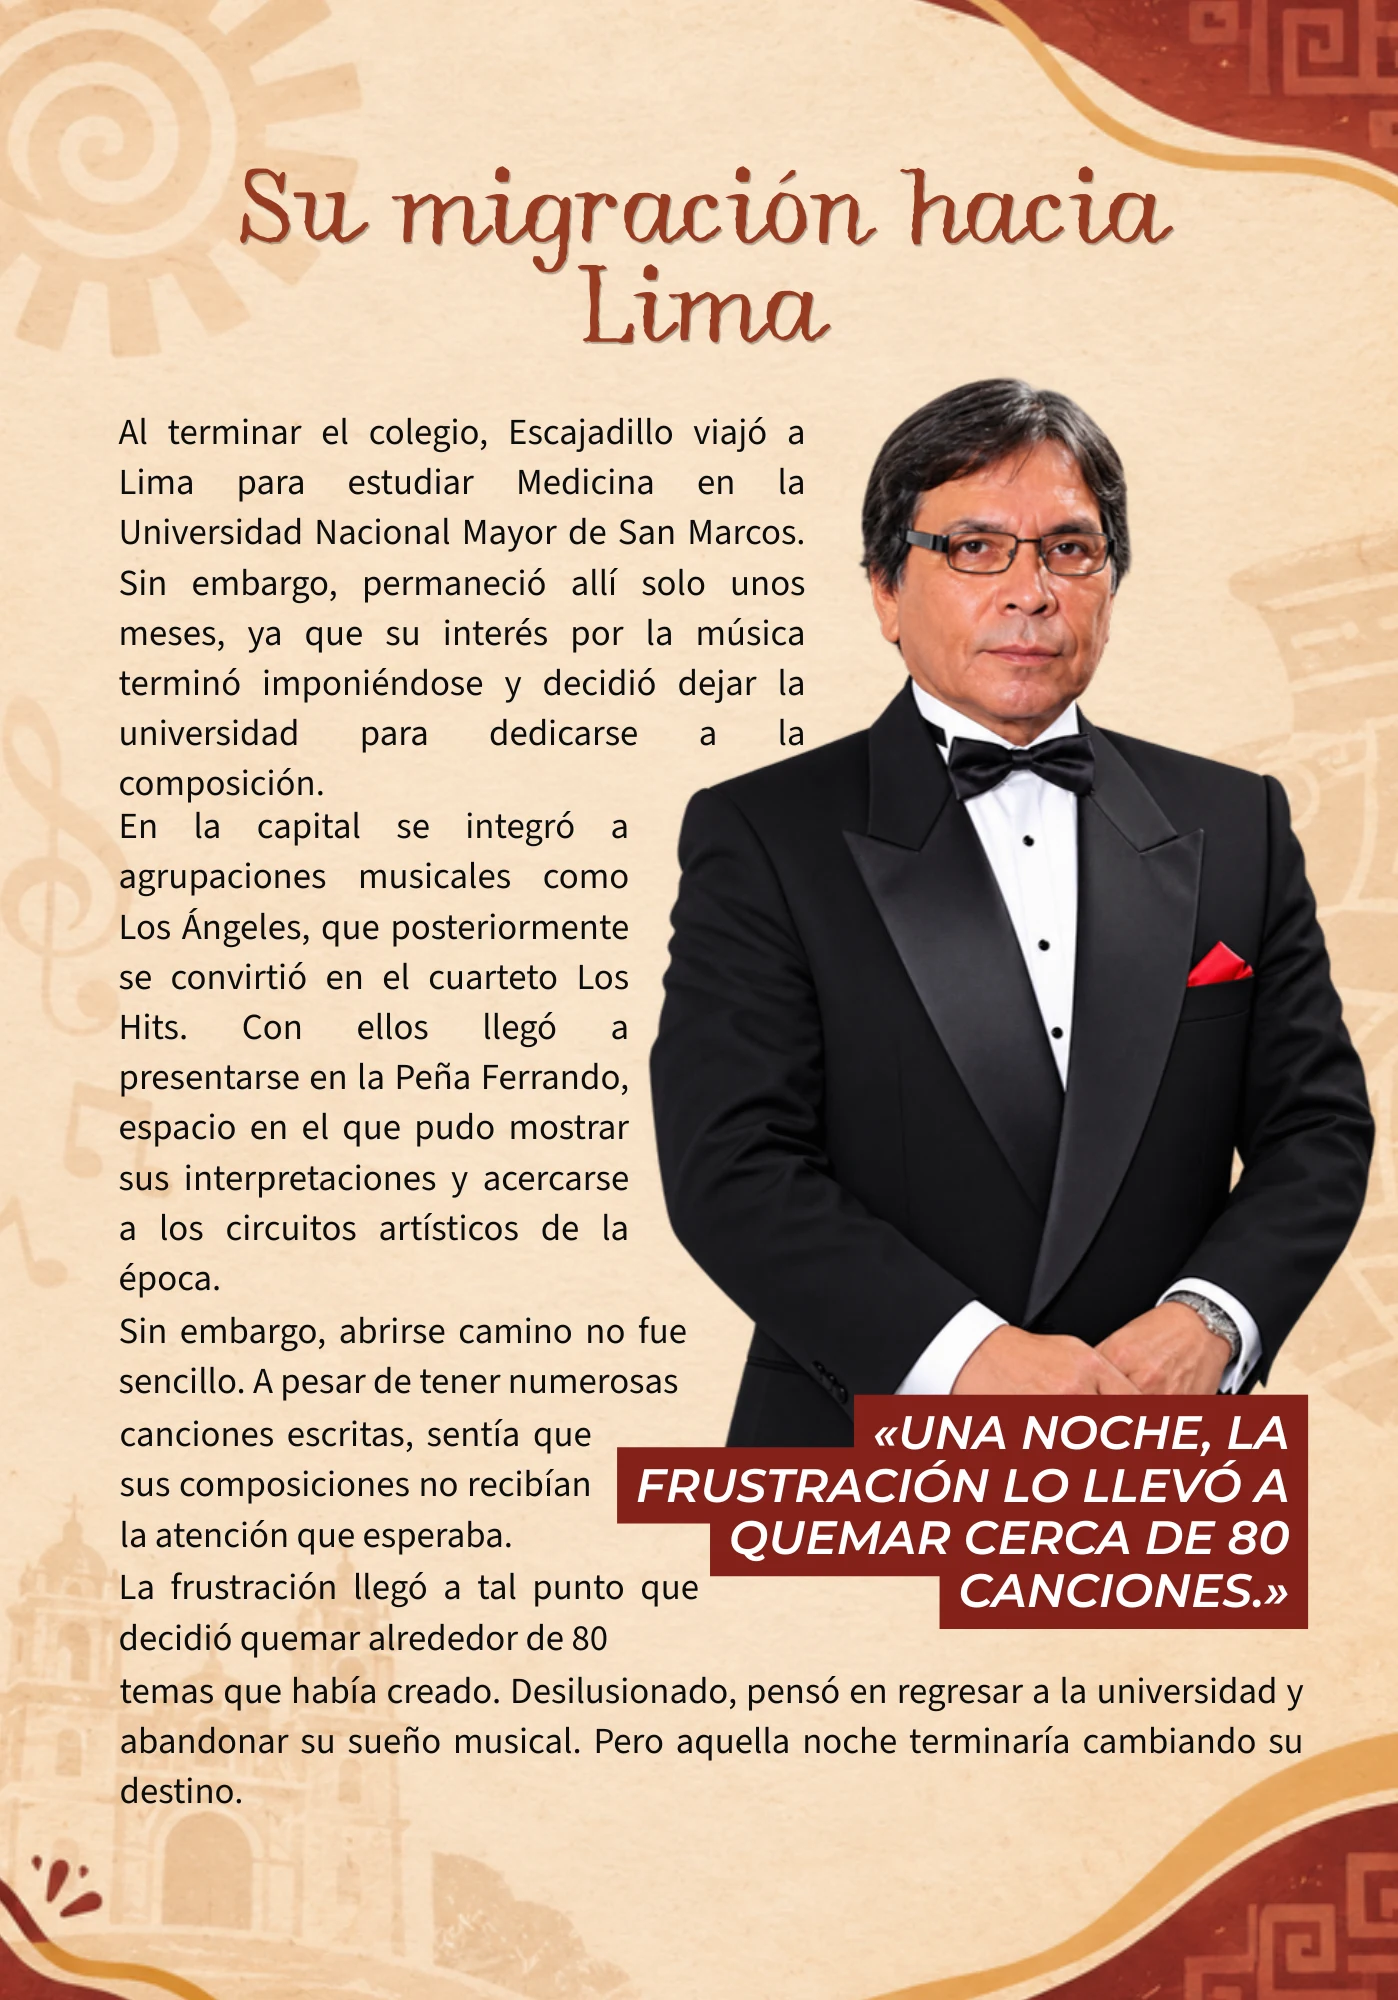 Su migración hacia
Lima
Al terminar el colegio, Escajadillo viajó a
Lima para estudiar Medicina en la
Universidad Nacional Mayor de San Marcos.
Sin embargo, permaneció allí solo unos
meses, ya que su interés por la música
terminó imponiéndose y decidió dejar la
universidad para dedicarse a la
composición.
En la capital se integró a
agrupaciones musicales como
Los Ángeles, que posteriormente
se convirtió en el cuarteto Los
Hits. Con ellos llegó a
presentarse en la Peña Ferrando,
espacio en el que pudo mostrar
sus interpretaciones y acercarse
a los circuitos artísticos de la
época.
Sin embargo, abrirse camino no fue
sencillo. A pesar de tener numerosas
canciones escritas, sentía que
sus composiciones no recibían
la atención que esperaba.
La frustración llegó a tal punto que
decidió quemar alrededor de 80
temas que había creado. Desilusionado, pensó en regresar a la universidad y
abandonar su sueño musical. Pero aquella noche terminaría cambiando su
destino.
«UNA NOCHE, LA
FRUSTRACIÓN LO LLEVÓ A
QUEMAR CERCA DE 80
CANCIONES.»